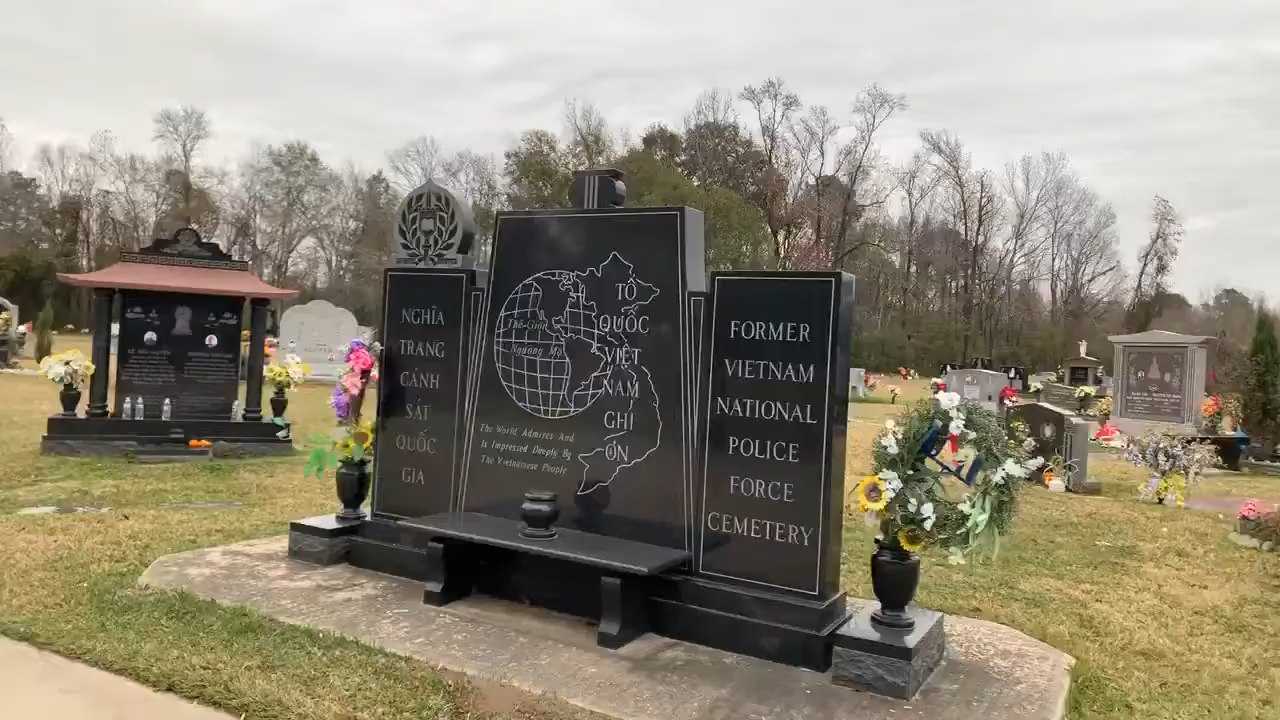 NGHĨA
TRANG
CẢNH
SÁT
QUỐC
GIA
Thế-Giới
Ngưỡng Mộ
TỔ
QUỐC
VIỆT
NAM
GHI
ƠN
The World Admires And
Is Impressed Deeply By
The Vietnamese People
FORMER
VIETNAM
NATIONAL
POLICE
FORCE
CEMETERY